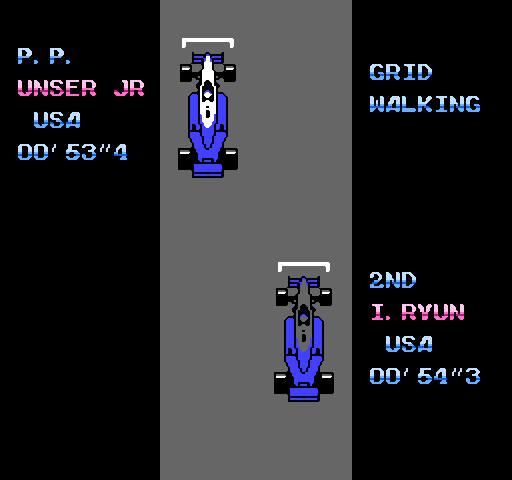 P. P.
UNSER JR
USA
00'53"4
GRID
WALKING
2ND
I. RYUN
USA
00'54"3